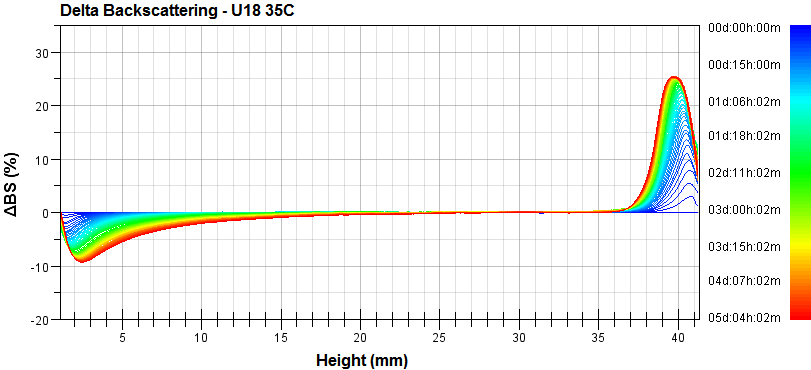 Delta Backscattering - U18 35C
00d:00h:00m
30
00d:15h:00m
20
01d:06h:02m
01d:18h:02m
10
02d:11h:02m
ΔBS (%)
0
03d:00h:02m
03d:15h:02m
-10
04d:07h:02m
-20
05d:04h:02m
5 10 15 20 25 30 35 40
Height (mm)